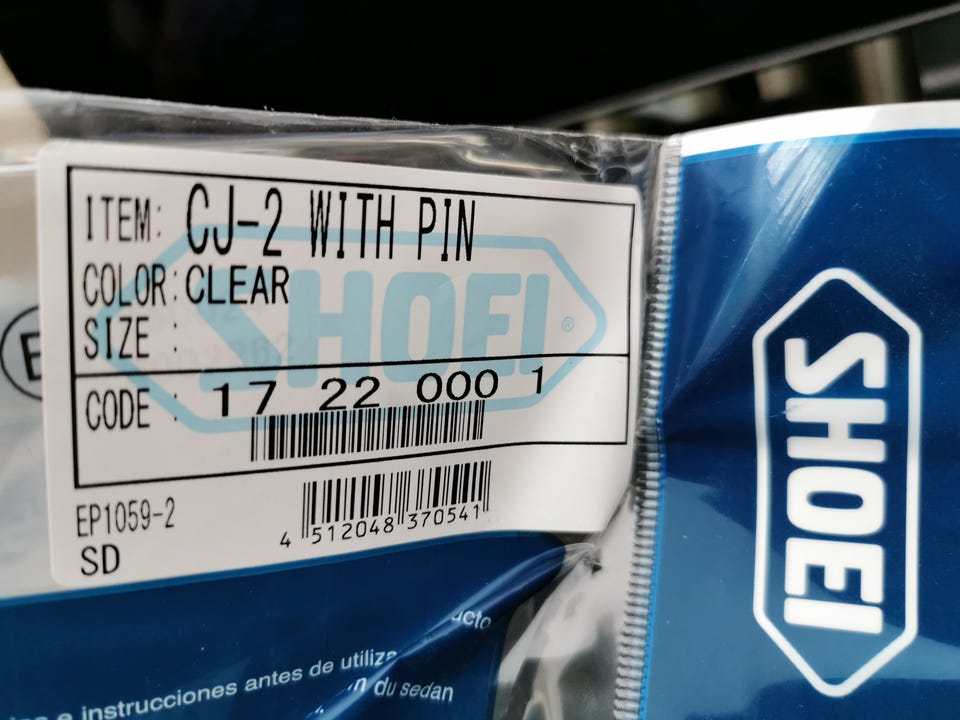 ITEM: CJ-2 WITH PIN
COLOR: CLEAR
SIZE :
SHOEI®
CODE : 17 22 000 1
EP1059-2
SD
4 512048 370541
SHOEI
e instrucciones antes de utiliza
du sedan